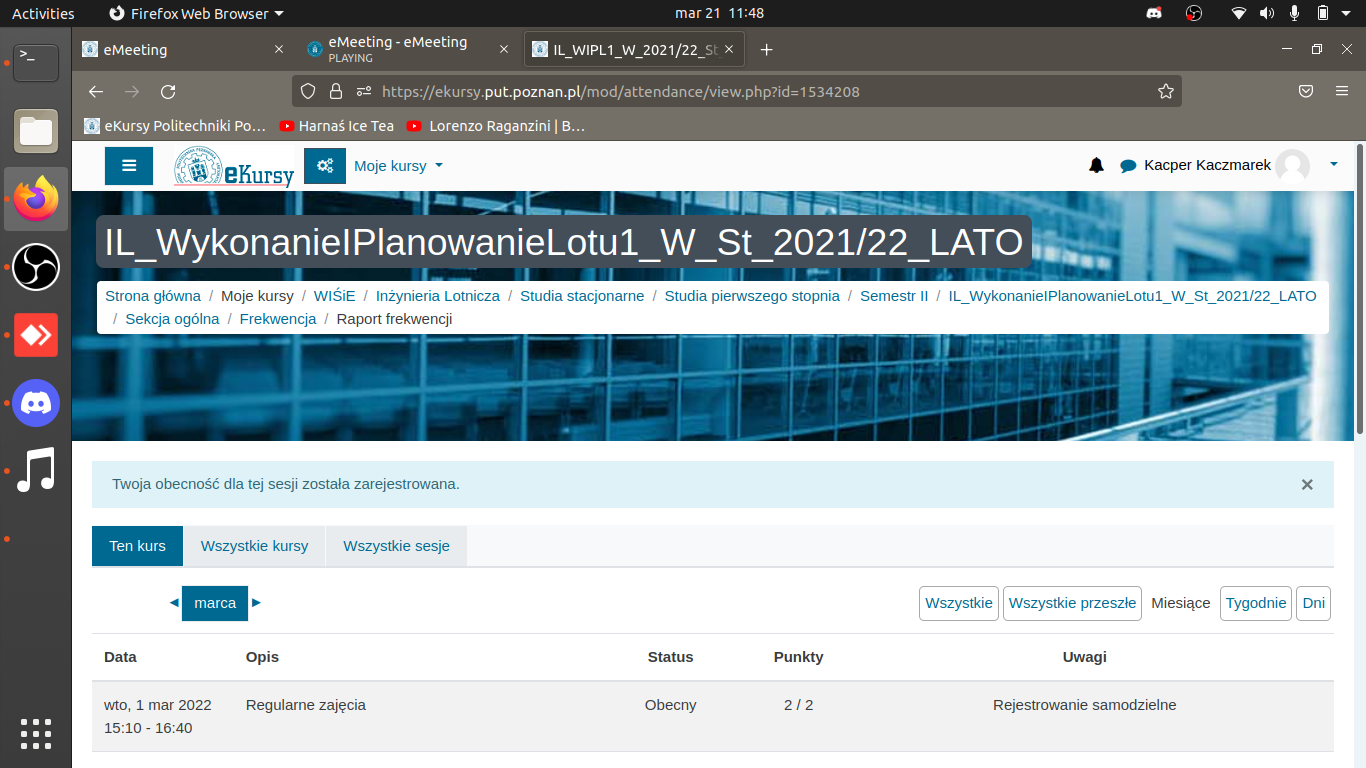 Activities
Firefox Web Browser
mar 21 11:48
eMeeting
eMeeting - eMeeting
PLAYING
IL_WIPL1_W_2021/22_St
https://ekursy.put.poznan.pl/mod/attendance/view.php?id=1534208
eKursy Politechniki Po…
Harnaś Ice Tea
Lorenzo Raganzini | B…
eKursy
Moje kursy
Kacper Kaczmarek
IL_WykonanieIPlanowanieLotu1_W_St_2021/22_LATO
Strona główna / Moje kursy / WIŚiE / Inżynieria Lotnicza / Studia stacjonarne / Studia pierwszego stopnia / Semestr II / IL_WykonanieIPlanowanieLotu1_W_St_2021/22_LATO
/ Sekcja ogólna / Frekwencja / Raport frekwencji
Twoja obecność dla tej sesji została zarejestrowana.
Ten kurs
Wszystkie kursy
Wszystkie sesje
marca
Wszystkie
Wszystkie przeszłe
Miesiące
Tygodnie
Dni
Data Opis Status Punkty Uwagi
wto, 1 mar 2022 Regularne zajęcia Obecny 2 / 2 Rejestrowanie samodzielne
15:10 - 16:40